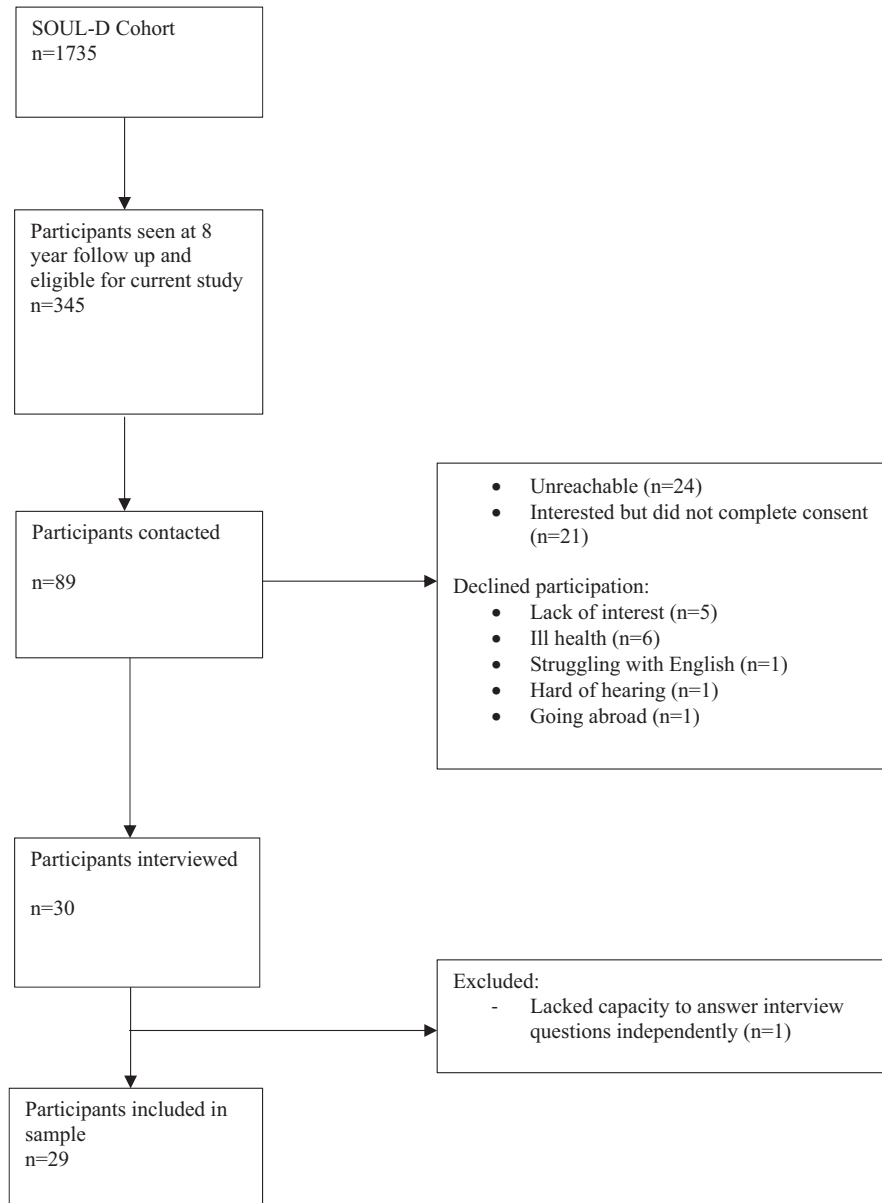 SOUL-D Cohort
n=1735
Participants seen at 8
year follow up and
eligible for current study
n=345
Participants contacted
n=89
• Unreachable (n=24)
• Interested but did not complete consent
(n=21)
Declined participation:
• Lack of interest (n=5)
• Ill health (n=6)
• Struggling with English (n=1)
• Hard of hearing (n=1)
• Going abroad (n=1)
Participants interviewed
n=30
Excluded:
- Lacked capacity to answer interview
questions independently (n=1)
Participants included in
sample
n=29